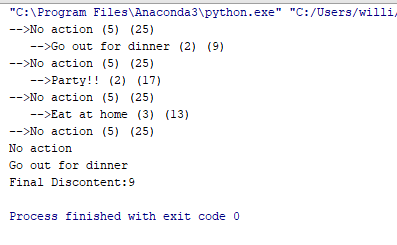 "C:\Program Files\Anaconda3\python.exe" "C:/Users/willi/
-->No action (5) (25)
   -->Go out for dinner (2) (9)
-->No action (5) (25)
   -->Party!! (2) (17)
-->No action (5) (25)
   -->Eat at home (3) (13)
-->No action (5) (25)
No action
Go out for dinner
Final Discontent:9
Process finished with exit code 0